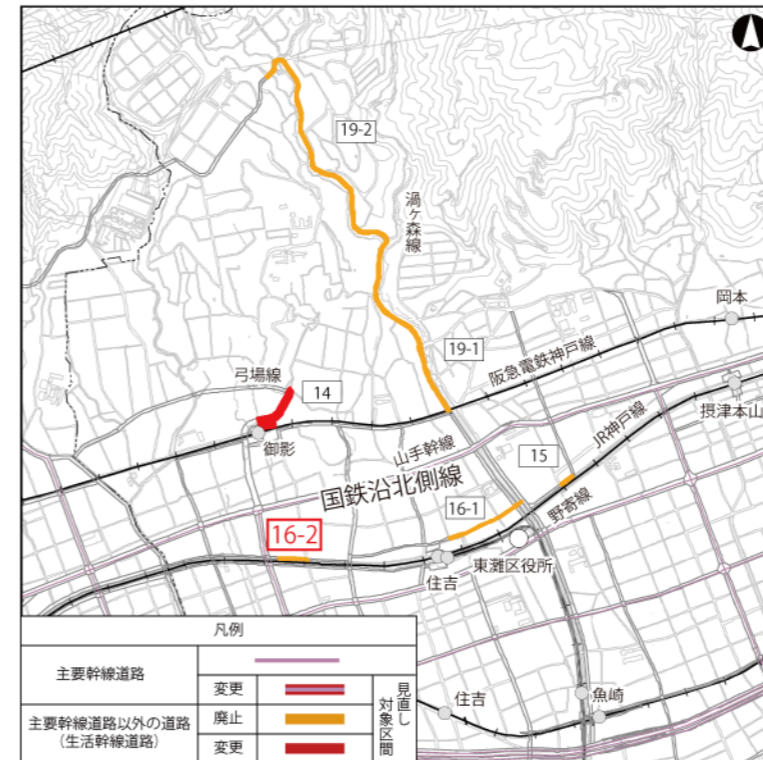 19-2
渦ヶ森線
岡本
19-1
阪急電鉄神戸線
弓場線
14
摂津本山
JR神戸線
御影
山手幹線
15
国鉄沿北側線
16-1
野寄線
16-2
東灘区役所
住吉
凡例
主要幹線道路
変更
主要幹線道路以外の道路
(生活幹線道路)
廃止
変更
見直し
対象区間
住吉
魚崎